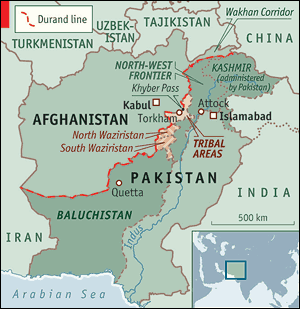 Durand line
Wakhan Corridor
TAJIKISTAN
UZBEK-
ISTAN
TURKMENISTAN
CHINA
NORTH-WEST
FRONTIER
KASHMIR
(administered
by Pakistan)
Khyber Pass
Kabul
Attock
Torkham
Islamabad
AFGHANISTAN
North Waziristan
South Waziristan
TRIBAL
AREAS
PAKISTAN
Quetta
INDIA
BALUCHISTAN
500 km
IRAN
Indus
Arabian Sea